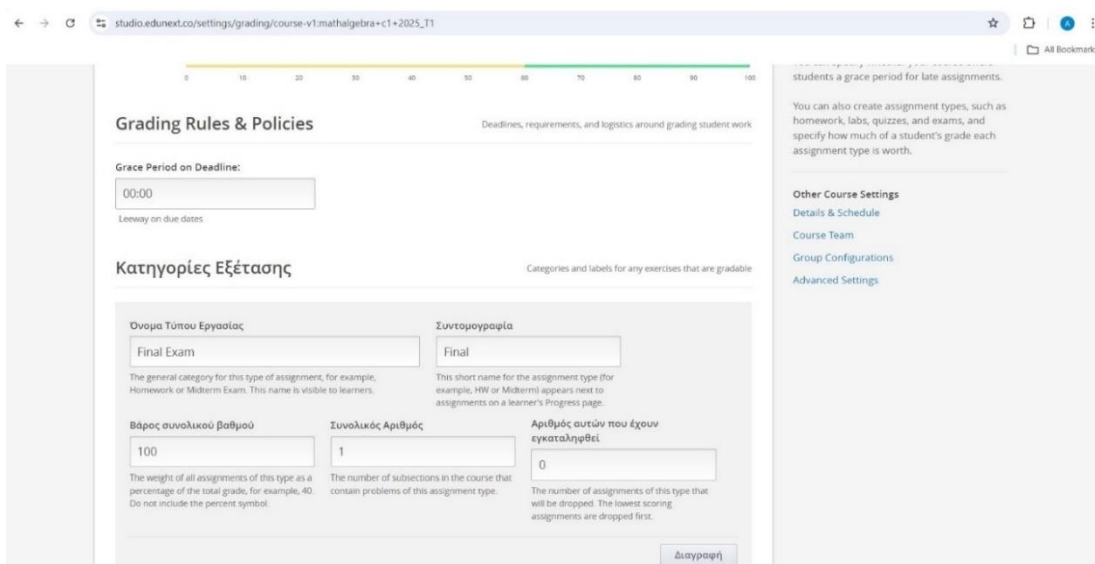 studio.edunext.co/settings/grading/course-v1:mathalgebra+c1+2025_T1
All Bookmark
0 10 20 30 40 50 60 70 80 90 100
Grading Rules & Policies
Deadlines, requirements, and logistics around grading student work
Grace Period on Deadline:
00:00
Leeway on due dates
Κατηγορίες Εξέτασης
Categories and labels for any exercises that are gradable
Όνομα Τύπου Εργασίας
Final Exam
The general category for this type of assignment, for example,
Homework or Midterm Exam. This name is visible to learners.
Συντομογραφία
Final
This short name for the assignment type (for
example, HW or Midterm) appears next to
assignments on a learner's Progress page.
Βάρος συνολικού βαθμού
100
The weight of all assignments of this type as a
percentage of the total grade, for example, 40.
Do not include the percent symbol.
Συνολικός Αριθμός
1
The number of subsections in the course that
contain problems of this assignment type.
Αριθμός αυτών που έχουν
εγκαταληφθεί
0
The number of assignments of this type that
will be dropped. The lowest scoring
assignments are dropped first.
Διαγραφή
students a grace period for late assignments.
You can also create assignment types, such as
homework, labs, quizzes, and exams, and
specify how much of a student's grade each
assignment type is worth.
Other Course Settings
Details & Schedule
Course Team
Group Configurations
Advanced Settings